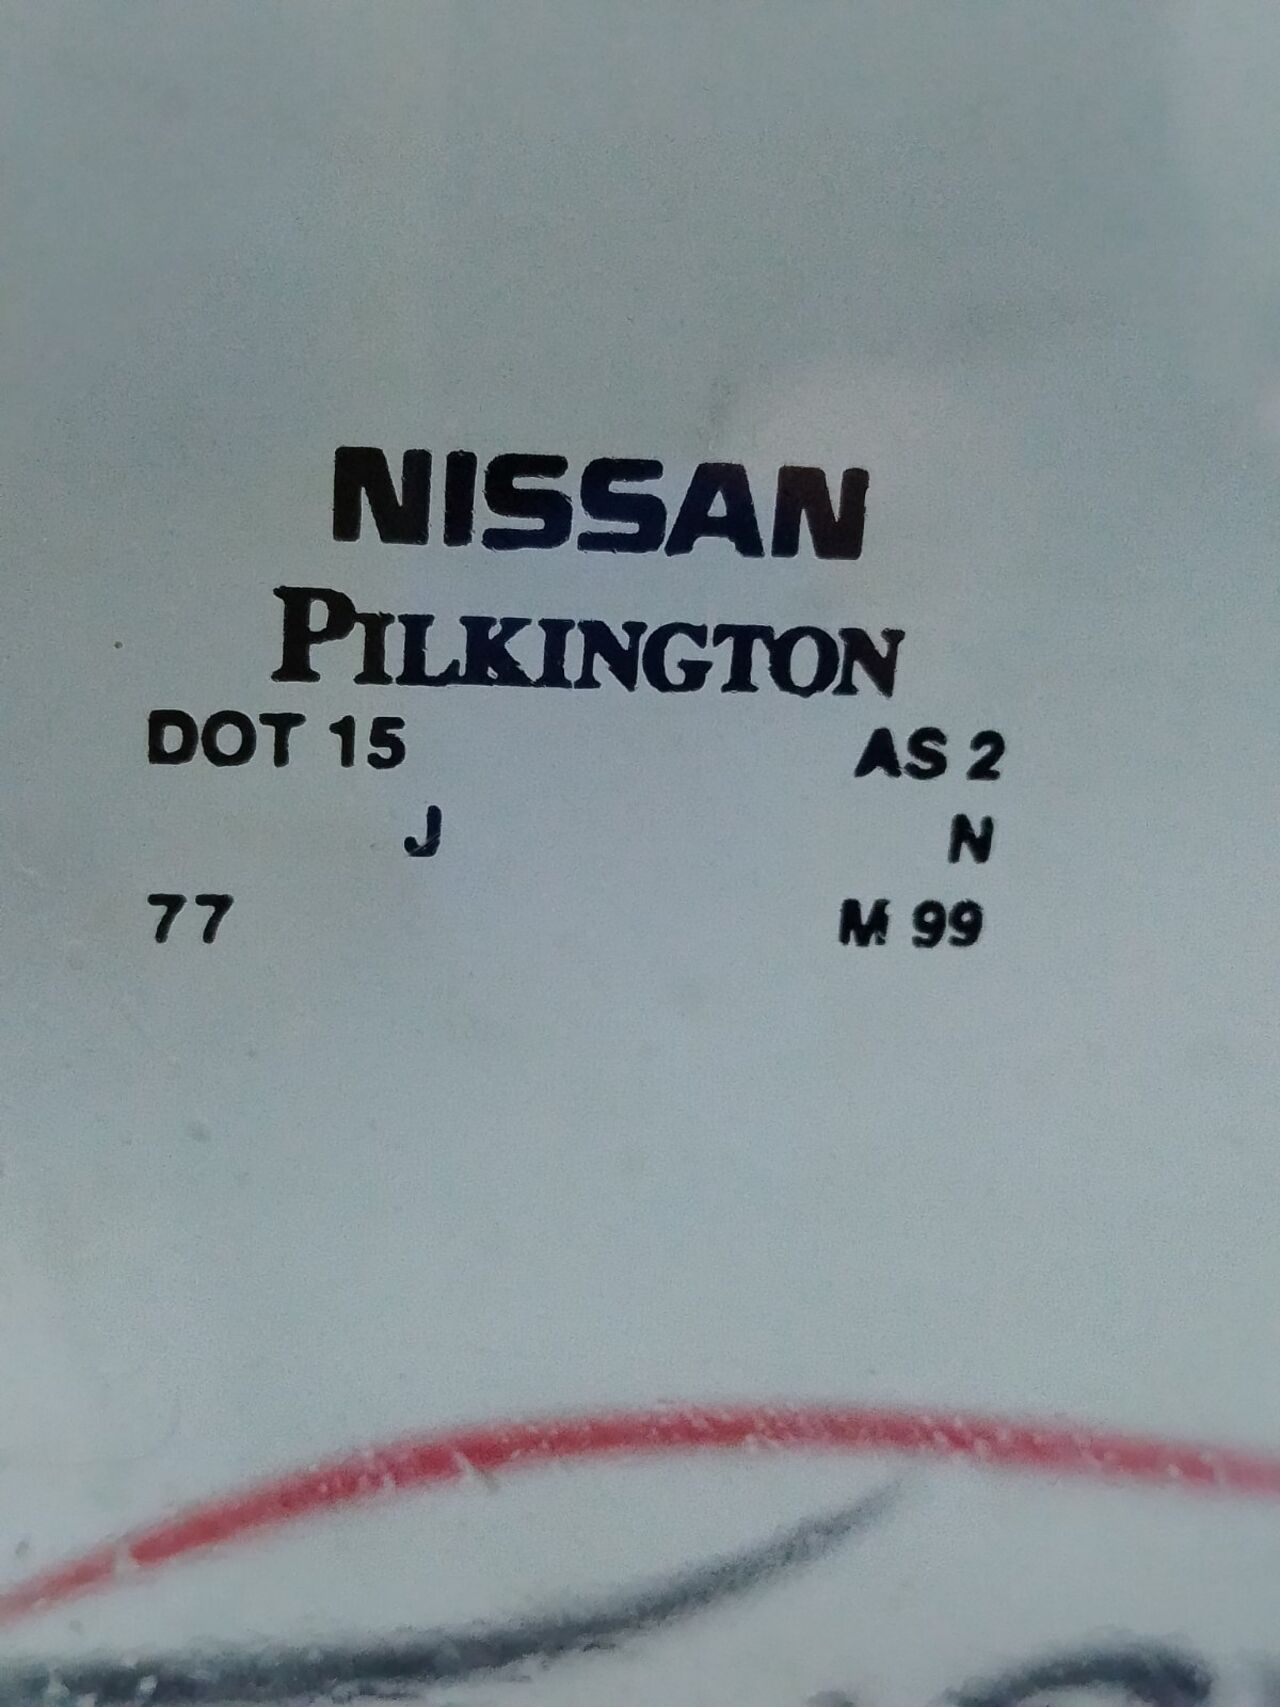 NISSAN
PILKINGTON
DOT 15 AS 2
J N
77 M 99